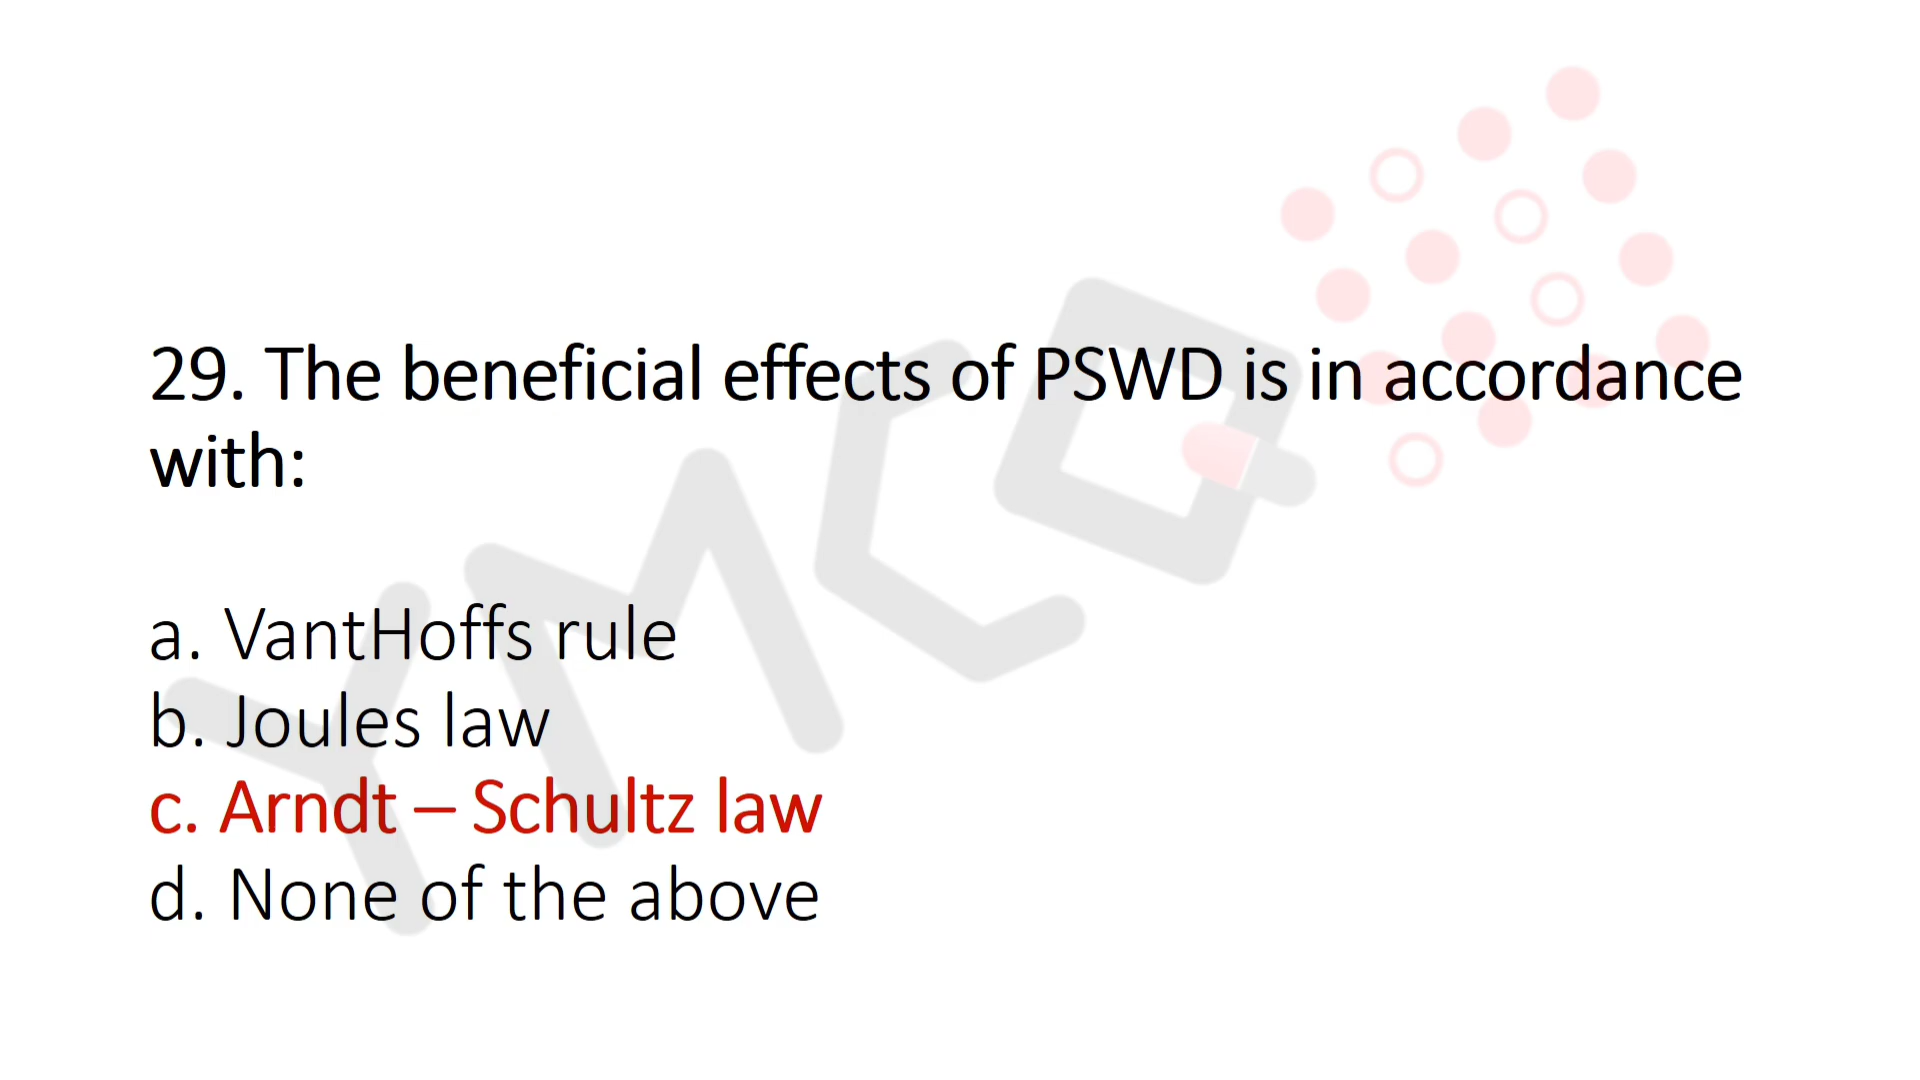 29. The beneficial effects of PSWD is in accordance
with:
a. VantHoffs rule
b. Joules law
c. Arndt – Schultz law
d. None of the above
YMCQ